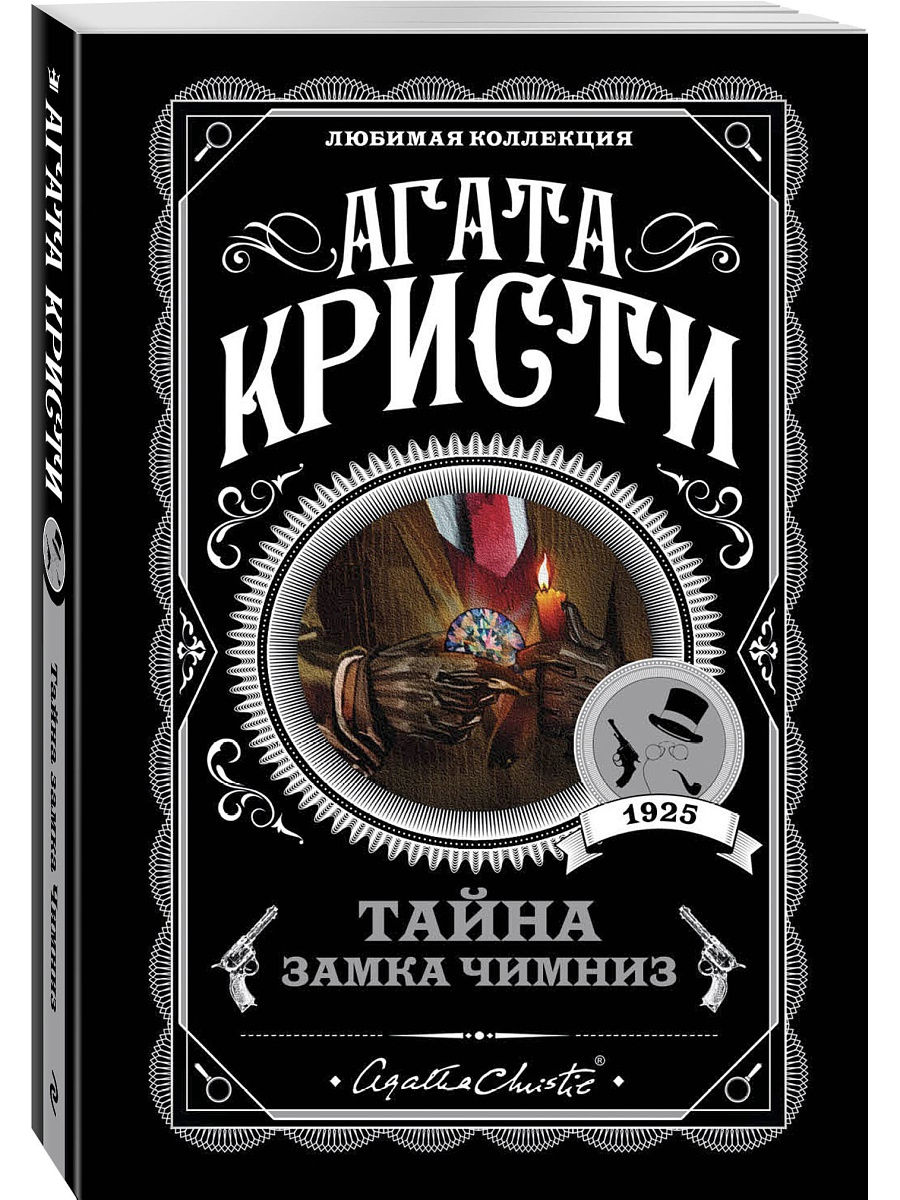 ЛЮБИМАЯ КОЛЛЕКЦИЯ
АГАТА
КРИСТИ
1925
ТАЙНА
ЗАМКА ЧИМНИЗ
Agatha Christie®
АГАТА КРИСТИ
Тайна замка Чимниз